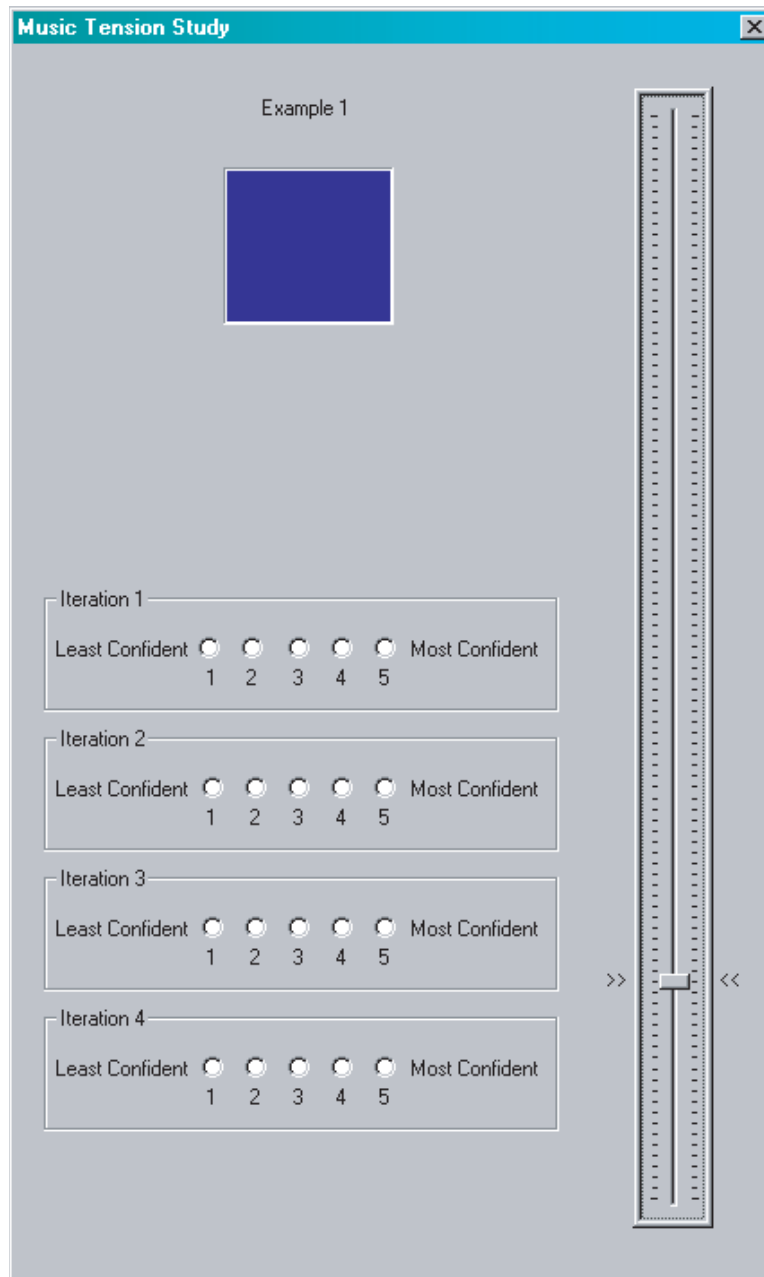 Music Tension Study
Example 1
Iteration 1
Least Confident Most Confident
1 2 3 4 5
Iteration 2
Least Confident Most Confident
1 2 3 4 5
Iteration 3
Least Confident Most Confident
1 2 3 4 5
>> <<
Iteration 4
Least Confident Most Confident
1 2 3 4 5